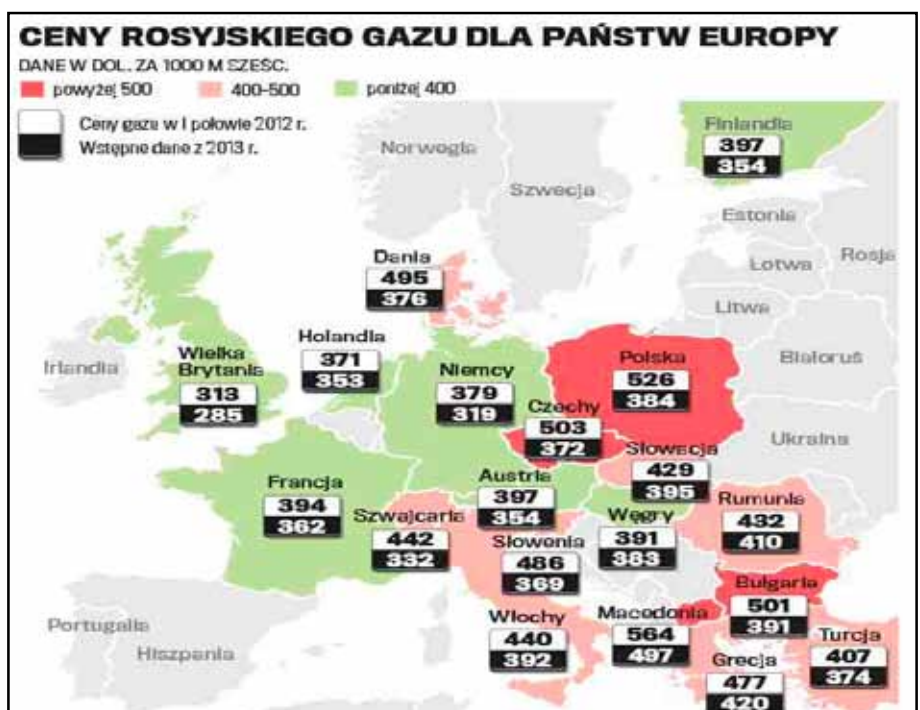 CENY ROSYJSKIEGO GAZU DLA PAŃSTW EUROPY
DANE W DOL. ZA 1000 M SZEŚC.
powyżej 500
400-500
poniżej 400
Ceny gazu w I połowie 2012 r.
Wstępne dane z 2013 r.
Finlandia
397
354
Norwegia
Szwecja
Estonia
Rosja
Łotwa
Litwa
Dania
495
376
Holandia
371
353
Irlandia
Wielka
Brytania
313
285
Niemcy
379
319
Polska
526
384
Białoruś
Czechy
503
372
Ukraina
Słowacja
429
395
Francja
394
362
Szwajcaria
442
332
Austria
397
354
Węgry
391
383
Rumunia
432
410
Słowenia
486
369
Bułgaria
501
391
Portugalia
Hiszpania
Włochy
440
392
Macedonia
564
497
Turcja
407
374
Grecja
477
420